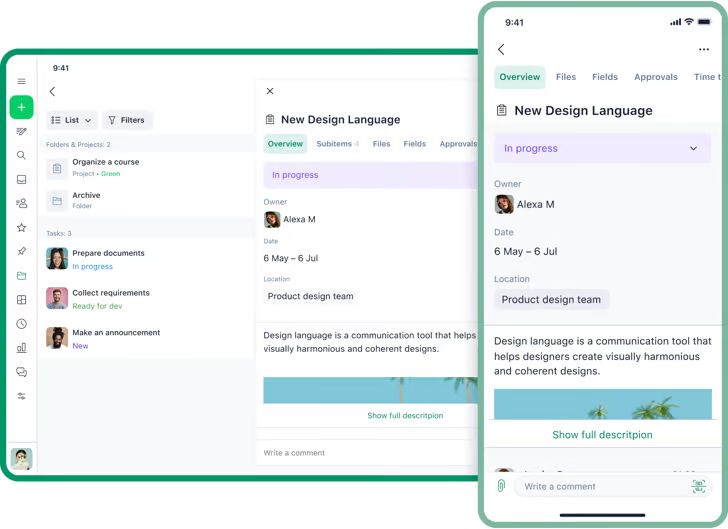 9:41
List
Filters
Folders & Projects: 2
Organize a course
Project • Green
Archive
Folder
Tasks: 3
Prepare documents
In progress
Collect requirements
Ready for dev
Make an announcement
New
New Design Language
Overview Subitems 4 Files Fields Approvals
In progress
Owner
Alexa M
Date
6 May – 6 Jul
Location
Product design team
Design language is a communication tool that helps
visually harmonious and coherent designs.
Show full descritpion
Write a comment
9:41
Overview Files Fields Approvals Time t
New Design Language
In progress
Owner
Alexa M
Date
6 May – 6 Jul
Location
Product design team
Design language is a communication tool that
helps designers create visually harmonious
and coherent designs.
Show full descritpion
Write a comment